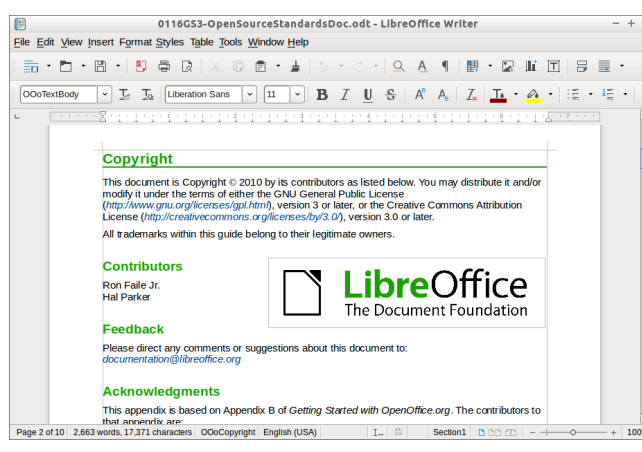 0116GS3-OpenSourceStandardsDoc.odt - LibreOffice Writer
File Edit View Insert Format Styles Table Tools Window Help
OOoTextBody Liberation Sans 11
Copyright
This document is Copyright © 2010 by its contributors as listed below. You may distribute it and/or
modify it under the terms of either the GNU General Public License
(http://www.gnu.org/licenses/gpl.html), version 3 or later, or the Creative Commons Attribution
License (http://creativecommons.org/licenses/by/3.0/), version 3.0 or later.
All trademarks within this guide belong to their legitimate owners.
Contributors
Ron Faile Jr.
Hal Parker
LibreOffice
The Document Foundation
Feedback
Please direct any comments or suggestions about this document to:
documentation@libreoffice.org
Acknowledgments
This appendix is based on Appendix B of Getting Started with OpenOffice.org. The contributors to
that appendix are:
Page 2 of 10 2,663 words, 17,371 characters OOoCopyright English (USA) Section1 100